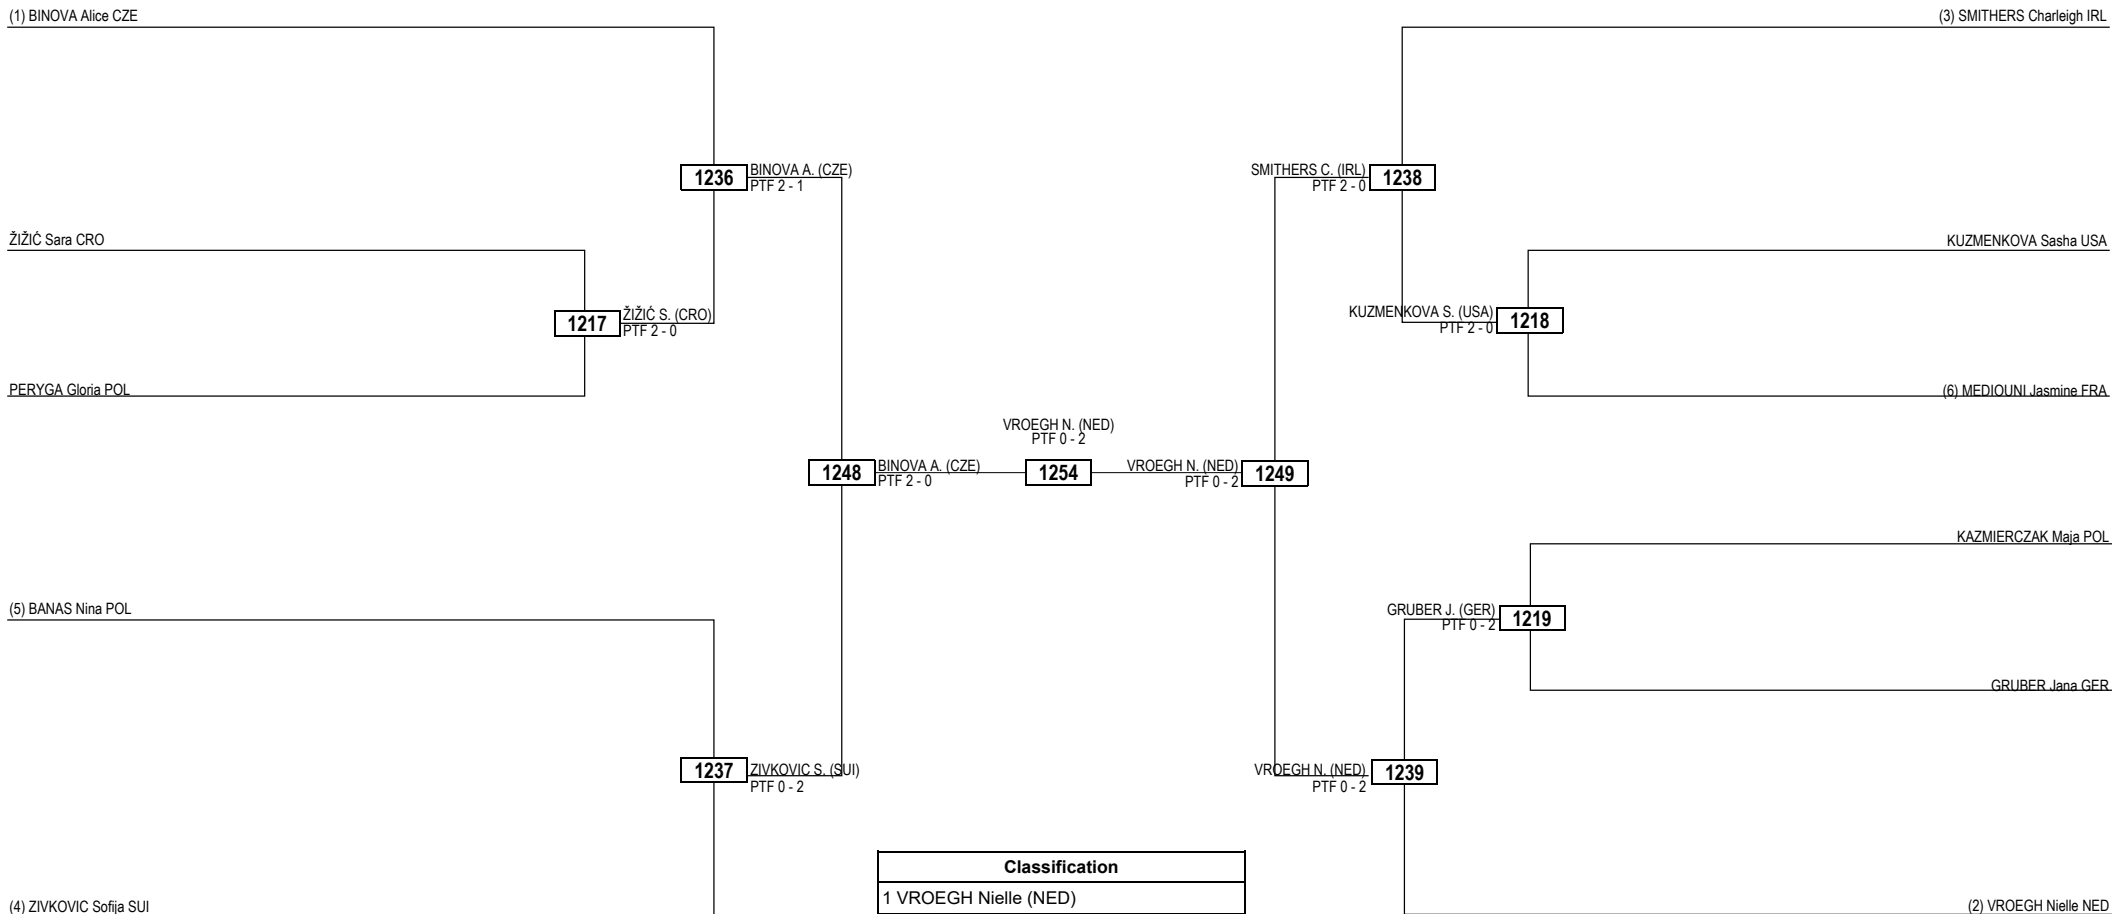 (1) BINOVA Alice CZE
(3) SMITHERS Charleigh IRL
1236
BINOVA A. (CZE)
PTF 2 - 1
SMITHERS C. (IRL)
PTF 2 - 0
1238
ŽIŽIĆ Sara CRO
KUZMENKOVA Sasha USA
1217
ŽIŽIĆ S. (CRO)
PTF 2 - 0
KUZMENKOVA S. (USA)
PTF 2 - 0
1218
PERYGA Gloria POL
(6) MEDIOUNI Jasmine FRA
VROEGH N. (NED)
PTF 0 - 2
1248
BINOVA A. (CZE)
PTF 2 - 0
1254
VROEGH N. (NED)
PTF 0 - 2
1249
KAZMIERCZAK Maja POL
(5) BANAS Nina POL
GRUBER J. (GER)
PTF 0 - 2
1219
GRUBER Jana GER
1237
ZIVKOVIC S. (SUI)
PTF 0 - 2
VROEGH N. (NED)
PTF 0 - 2
1239
Classification
1 VROEGH Nielle (NED)
(4) ZIVKOVIC Sofija SUI
(2) VROEGH Nielle NED